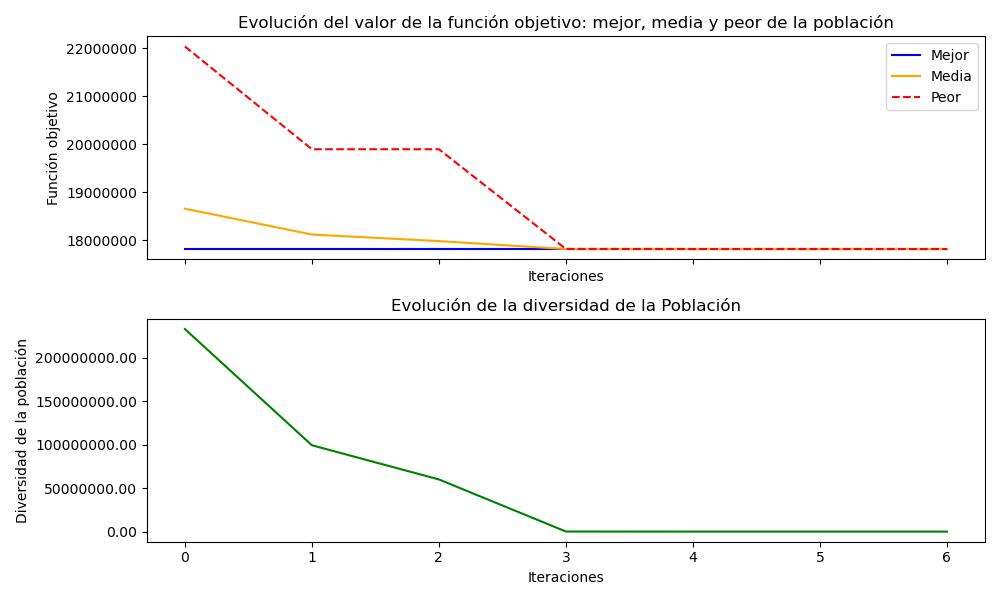 Evolución del valor de la función objetivo: mejor, media y peor de la población
Función objetivo
22000000
21000000
20000000
19000000
18000000
Mejor
Media
Peor
Iteraciones
Evolución de la diversidad de la Población
Diversidad de la población
200000000.00
150000000.00
100000000.00
50000000.00
0.00
0 1 2 3 4 5 6
Iteraciones